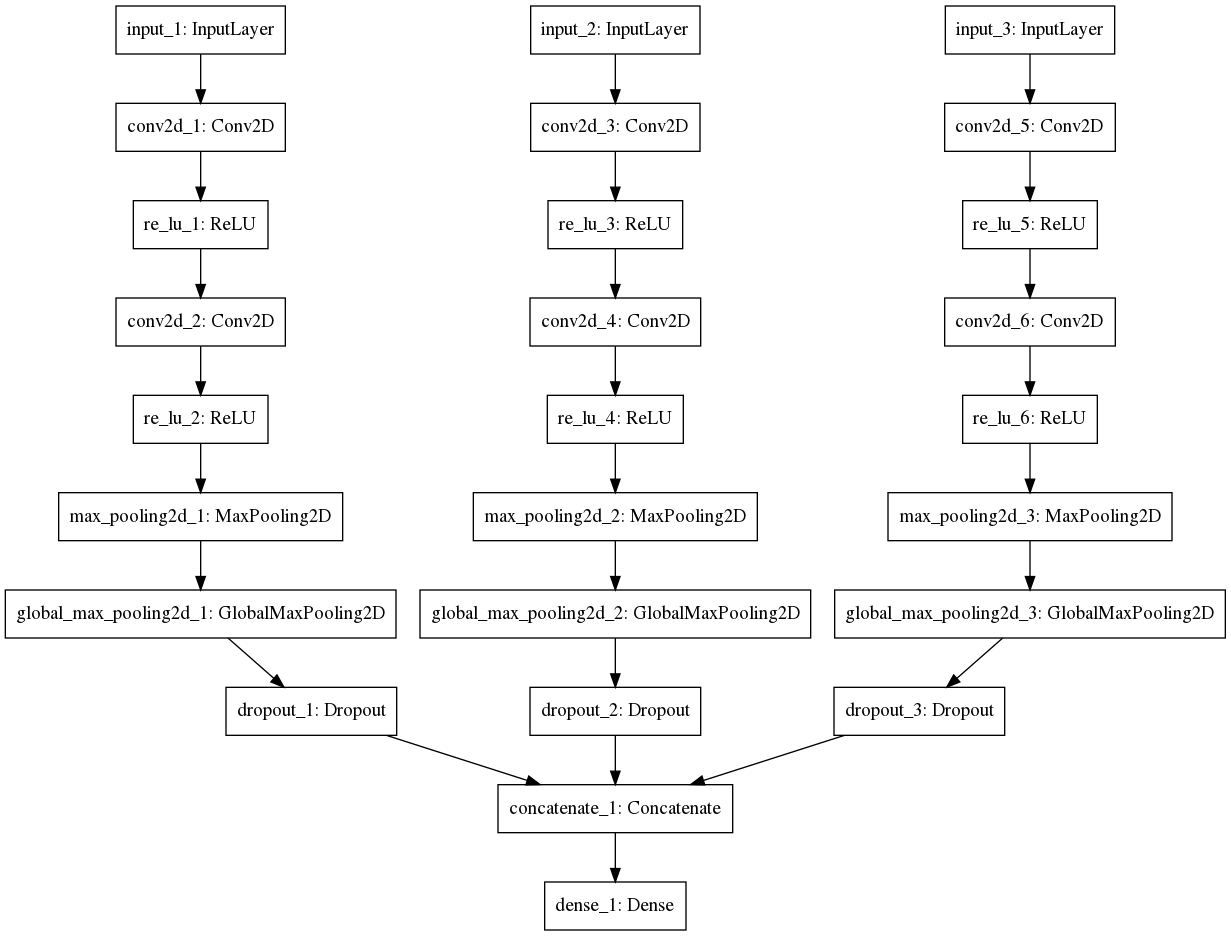 input_1: InputLayer
input_2: InputLayer
input_3: InputLayer
conv2d_1: Conv2D
conv2d_3: Conv2D
conv2d_5: Conv2D
re_lu_1: ReLU
re_lu_3: ReLU
re_lu_5: ReLU
conv2d_2: Conv2D
conv2d_4: Conv2D
conv2d_6: Conv2D
re_lu_2: ReLU
re_lu_4: ReLU
re_lu_6: ReLU
max_pooling2d_1: MaxPooling2D
max_pooling2d_2: MaxPooling2D
max_pooling2d_3: MaxPooling2D
global_max_pooling2d_1: GlobalMaxPooling2D
global_max_pooling2d_2: GlobalMaxPooling2D
global_max_pooling2d_3: GlobalMaxPooling2D
dropout_1: Dropout
dropout_2: Dropout
dropout_3: Dropout
concatenate_1: Concatenate
dense_1: Dense